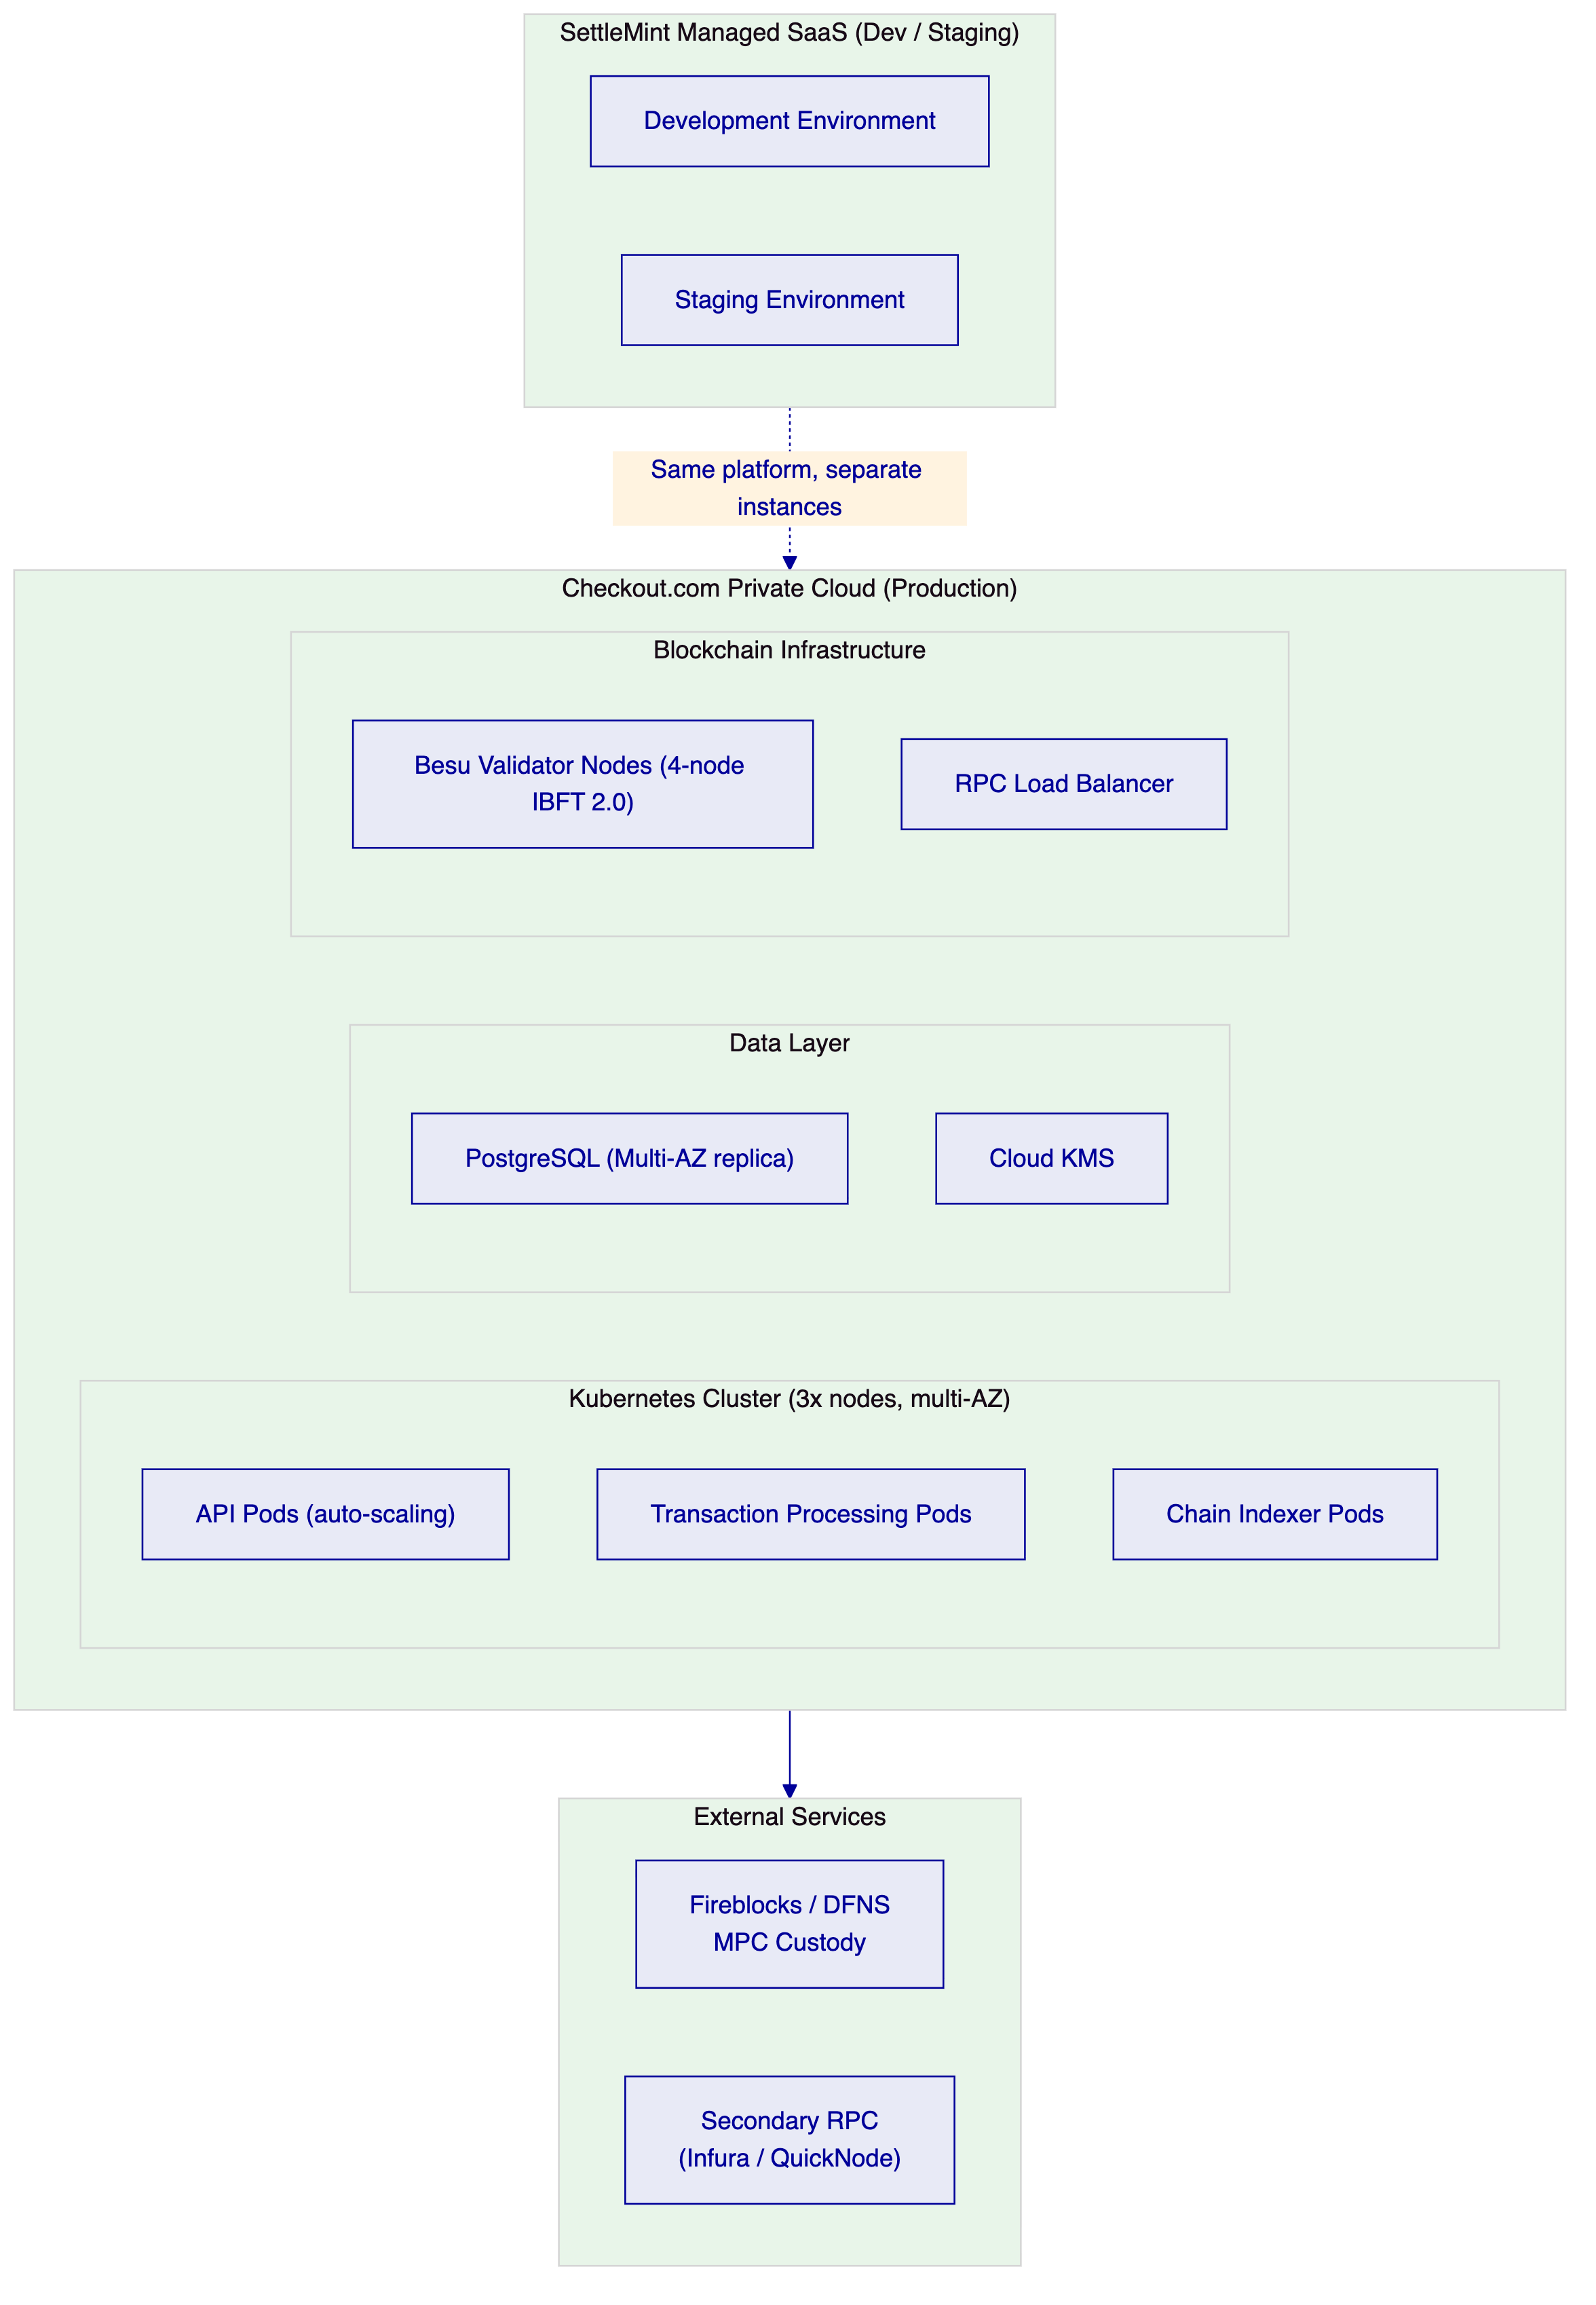 SettleMint Managed SaaS (Dev / Staging)
Development Environment
Staging Environment
Same platform, separate
instances
Checkout.com Private Cloud (Production)
Blockchain Infrastructure
Besu Validator Nodes (4-node
IBFT 2.0)
RPC Load Balancer
Data Layer
PostgreSQL (Multi-AZ replica)
Cloud KMS
Kubernetes Cluster (3x nodes, multi-AZ)
API Pods (auto-scaling)
Transaction Processing Pods
Chain Indexer Pods
External Services
Fireblocks / DFNS
MPC Custody
Secondary RPC
(Infura / QuickNode)